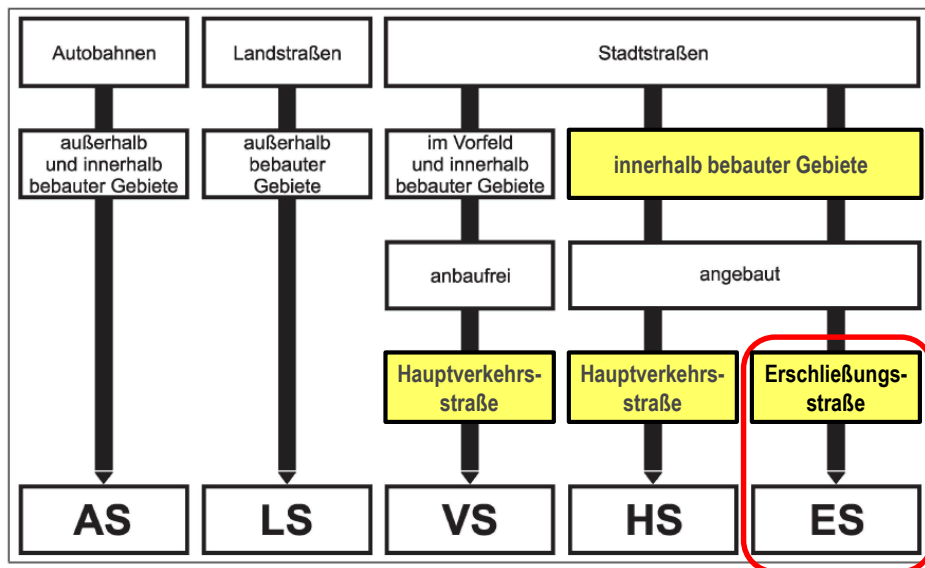 Autobahnen
Landstraßen
Stadtstraßen
außerhalb
und innerhalb
bebauter Gebiete
außerhalb
bebauter
Gebiete
im Vorfeld
und innerhalb
bebauter Gebiete
innerhalb bebauter Gebiete
anbaufrei
angebaut
Hauptverkehrs-
straße
Hauptverkehrs-
straße
Erschließungs-
straße
AS
LS
VS
HS
ES